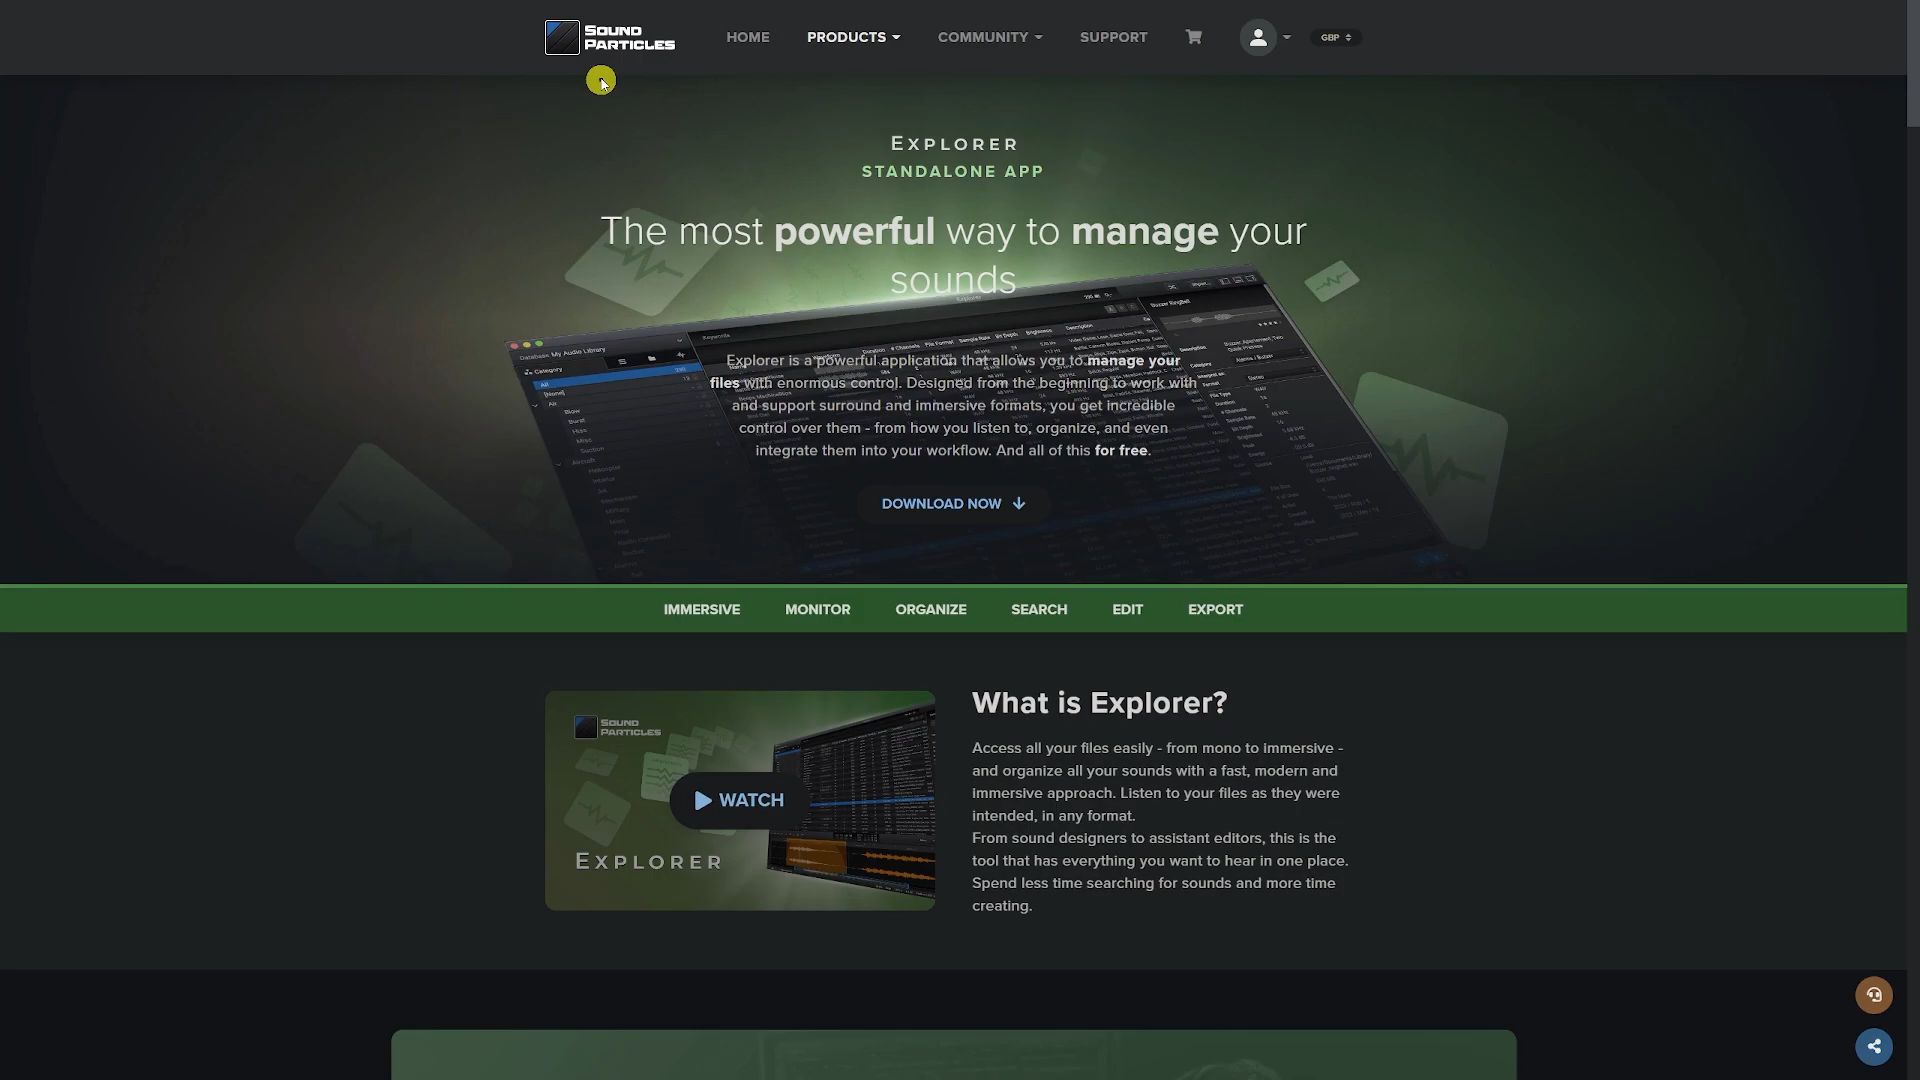 SOUND PARTICLES
HOME
PRODUCTS
COMMUNITY
SUPPORT
GBP
EXPLORER
STANDALONE APP
The most powerful way to manage your
sounds
Explorer is a powerful application that allows you to manage your
files with enormous control. Designed from the beginning to work with
and support surround and immersive formats, you get incredible
control over them - from how you listen to, organize, and even
integrate them into your workflow. And all of this for free.
DOWNLOAD NOW
IMMERSIVE
MONITOR
ORGANIZE
SEARCH
EDIT
EXPORT
SOUND PARTICLES
WATCH
EXPLORER
What is Explorer?
Access all your files easily - from mono to immersive -
and organize all your sounds with a fast, modern and
immersive approach. Listen to your files as they were
intended, in any format.
From sound designers to assistant editors, this is the
tool that has everything you want to hear in one place.
Spend less time searching for sounds and more time
creating.